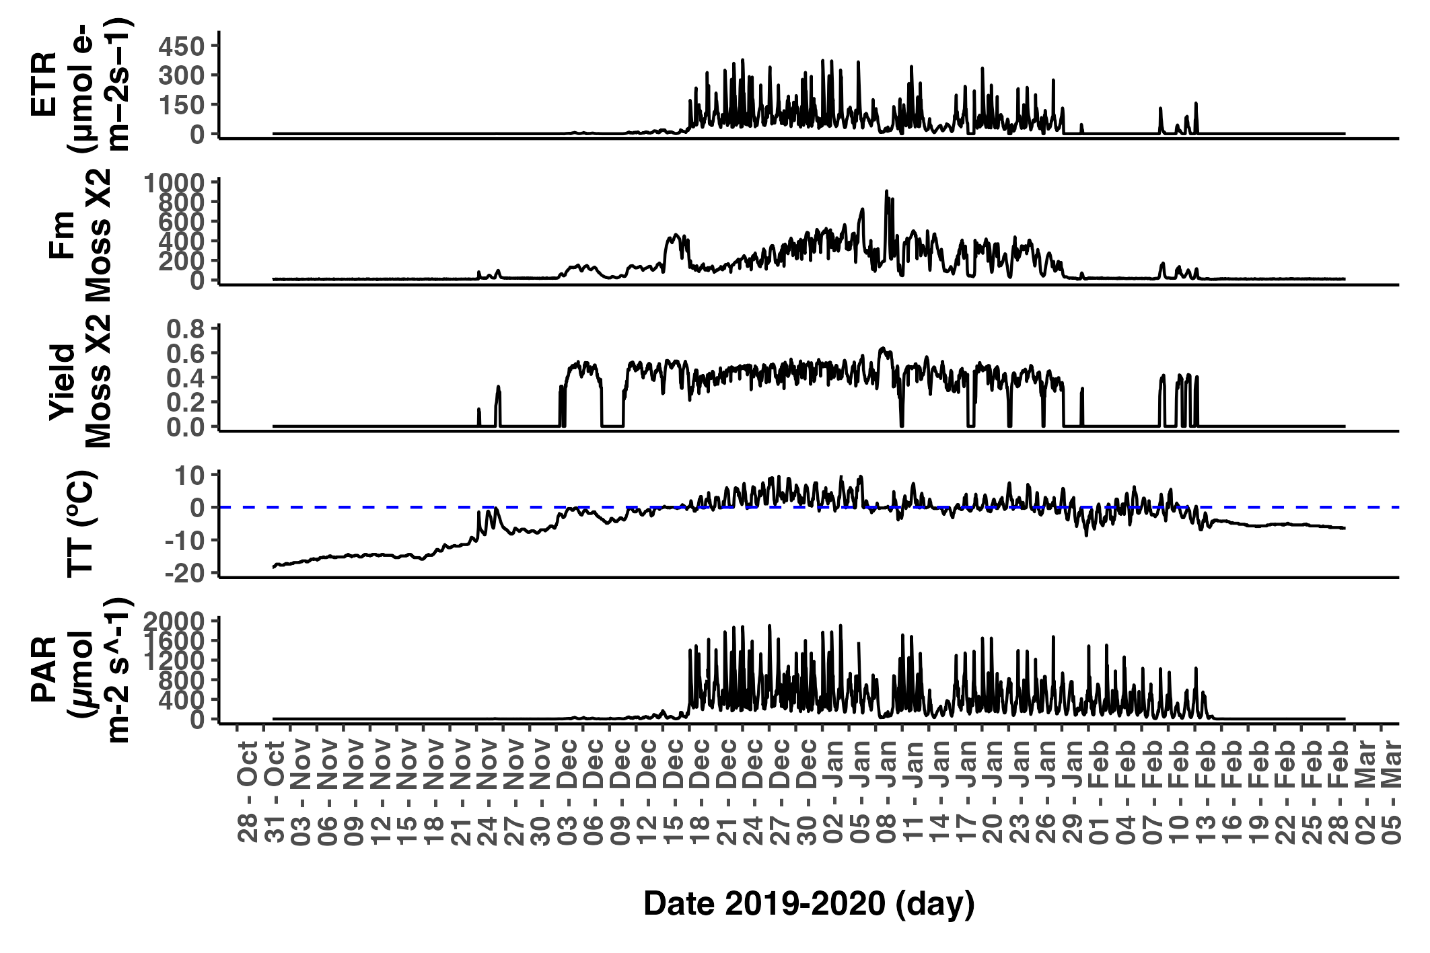 ETR
(μmol e-
m−2s−1)
450
300
150
0
Fm
Moss X2
1000
800
600
400
200
0
Yield
Moss X2
0.8
0.6
0.4
0.2
0.0
TT (ºC)
10
0
-10
-20
PAR
(μmol
m-2 s^-1)
2000
1600
1200
800
400
0
28 - Oct
31 - Oct
03 - Nov
06 - Nov
09 - Nov
12 - Nov
15 - Nov
18 - Nov
21 - Nov
24 - Nov
27 - Nov
30 - Nov
03 - Dec
06 - Dec
09 - Dec
12 - Dec
15 - Dec
18 - Dec
21 - Dec
24 - Dec
27 - Dec
30 - Dec
02 - Jan
05 - Jan
08 - Jan
11 - Jan
14 - Jan
17 - Jan
20 - Jan
23 - Jan
26 - Jan
29 - Jan
01 - Feb
04 - Feb
07 - Feb
10 - Feb
13 - Feb
16 - Feb
19 - Feb
22 - Feb
25 - Feb
28 - Feb
02 - Mar
05 - Mar
Date 2019-2020 (day)